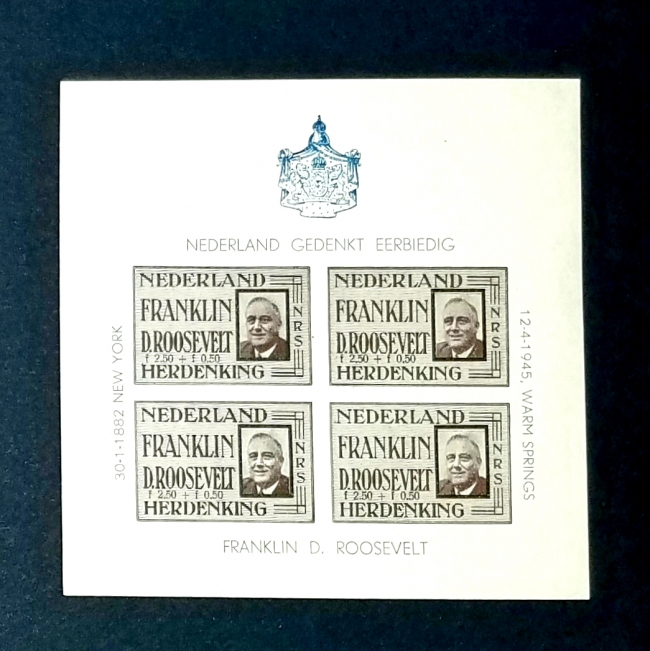 NEDERLAND GEDENKT EERBIEDIG
30-1-1882 NEW YORK
NEDERLAND
FRANKLIN
D.ROOSEVELT
f 2.50 + f 0.50
HERDENKING
NRS
NEDERLAND
FRANKLIN
D.ROOSEVELT
f 2.50 + f 0.50
HERDENKING
NRS
12-4-1945, WARM SPRINGS
NEDERLAND
FRANKLIN
D.ROOSEVELT
f 2.50 + f 0.50
HERDENKING
NRS
NEDERLAND
FRANKLIN
D.ROOSEVELT
f 2.50 + f 0.50
HERDENKING
NRS
FRANKLIN D. ROOSEVELT